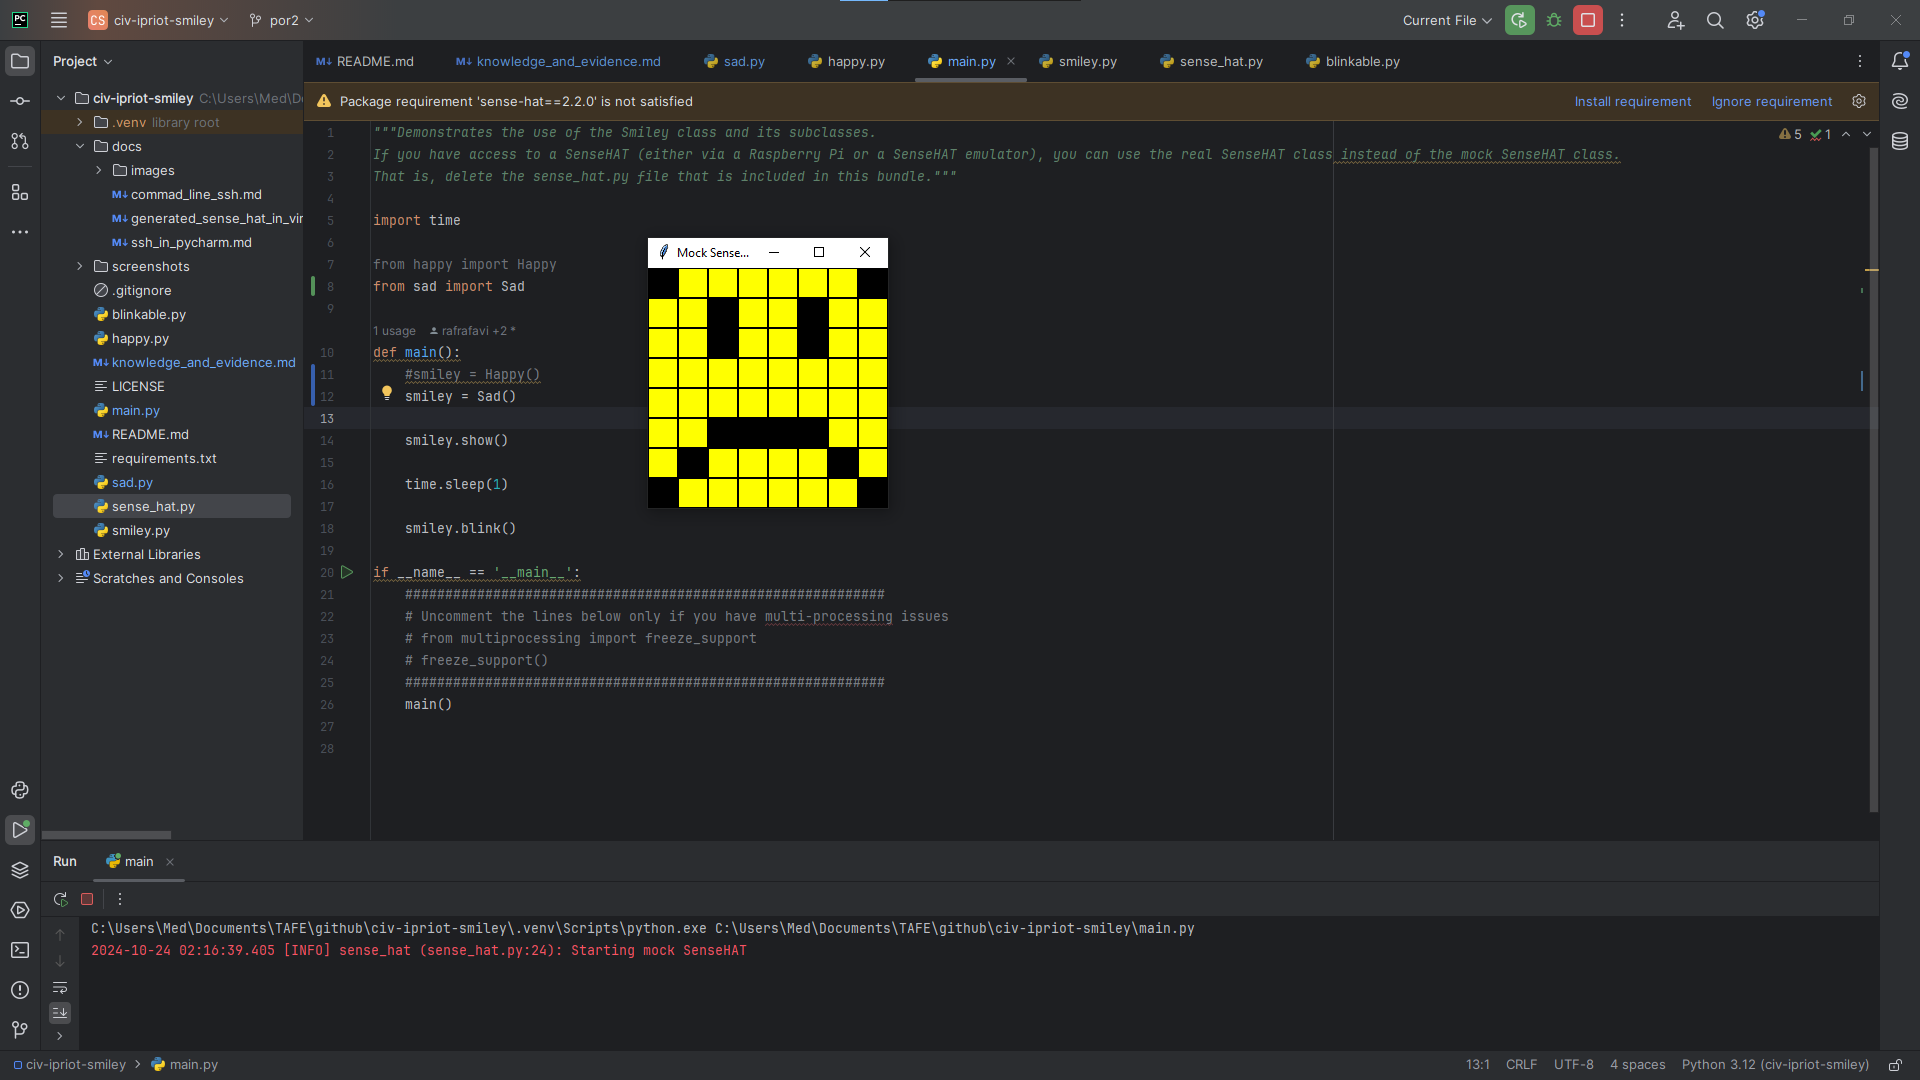 PC
CS civ-ipriot-smiley por2 Current File
Project
README.md knowledge_and_evidence.md sad.py happy.py main.py smiley.py sense_hat.py blinkable.py
Package requirement 'sense-hat==2.2.0' is not satisfied Install requirement Ignore requirement
civ-ipriot-smiley C:\Users\Med\D
.venv library root
docs
images
M↓ commad_line_ssh.md
M↓ generated_sense_hat_in_vir
M↓ ssh_in_pycharm.md
screenshots
.gitignore
blinkable.py
happy.py
M↓ knowledge_and_evidence.md
LICENSE
main.py
M↓ README.md
requirements.txt
sad.py
sense_hat.py
smiley.py
External Libraries
Scratches and Consoles
5 1
1 """Demonstrates the use of the Smiley class and its subclasses.
2 If you have access to a SenseHAT (either via a Raspberry Pi or a SenseHAT emulator), you can use the real SenseHAT class instead of the mock SenseHAT class.
3 That is, delete the sense_hat.py file that is included in this bundle."""
4
5 import time
6
7 from happy import Happy
8 from sad import Sad
9
1 usage rafrafavi +2 *
10 def main():
11 #smiley = Happy()
12 smiley = Sad()
13
14 smiley.show()
15
16 time.sleep(1)
17
18 smiley.blink()
19
20 if __name__ == '__main__':
21 ############################################################
22 # Uncomment the lines below only if you have multi-processing issues
23 # from multiprocessing import freeze_support
24 # freeze_support()
25 ############################################################
26 main()
27
28
Mock Sense...
Run main
C:\Users\Med\Documents\TAFE\github\civ-ipriot-smiley\.venv\Scripts\python.exe C:\Users\Med\Documents\TAFE\github\civ-ipriot-smiley\main.py
2024-10-24 02:16:39.405 [INFO] sense_hat (sense_hat.py:24): Starting mock SenseHAT
civ-ipriot-smiley > main.py 13:1 CRLF UTF-8 4 spaces Python 3.12 (civ-ipriot-smiley)